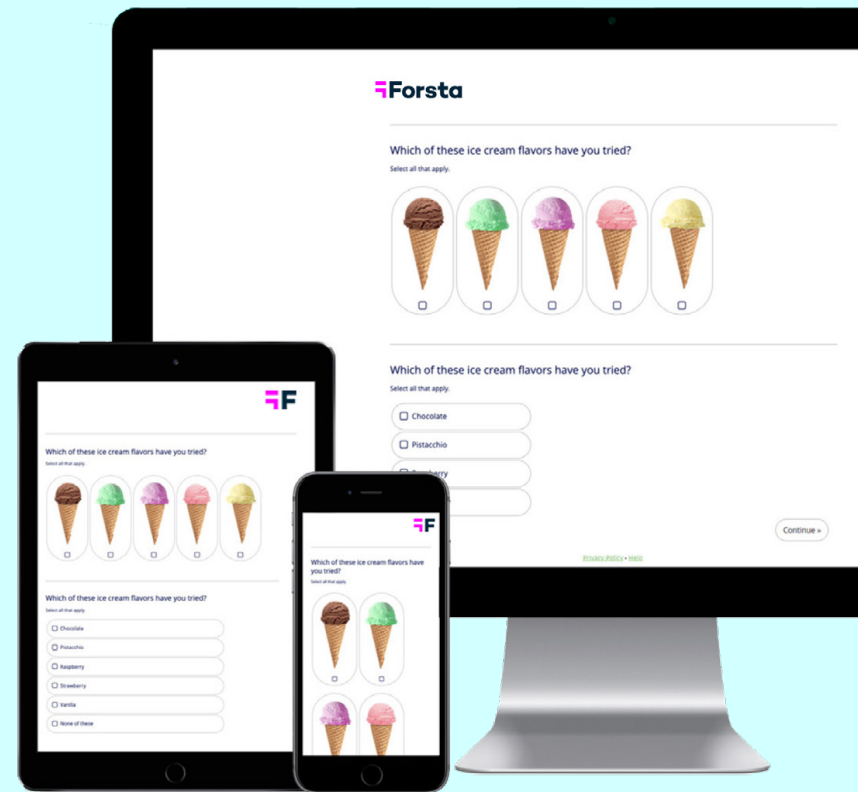 Forsta
Which of these ice cream flavors have you tried?
Select all that apply.
Which of these ice cream flavors have you tried?
Select all that apply.
Chocolate
Pistacchio
berry
Continue »
Privacy Policy • Help
F
Which of these ice cream flavors have you tried?
Select all that apply.
Which of these ice cream flavors have you tried?
Select all that apply.
Chocolate
Pistacchio
Raspberry
Strawberry
Vanilla
None of these
F
Which of these ice cream flavors have
you tried?
Select all that apply.